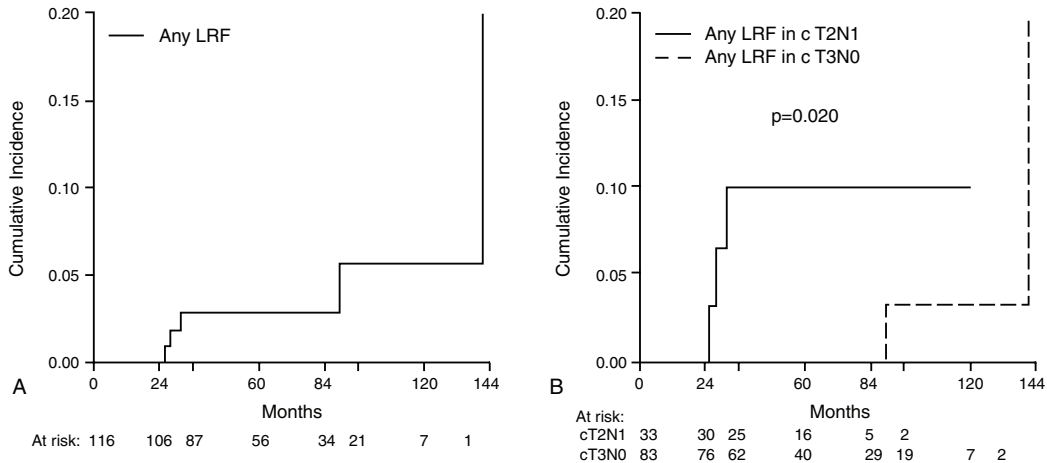 0.20
0.15
0.10
0.05
0.00
Cumulative Incidence
Any LRF
0 24 60 84 120 144
Months
A
At risk: 116 106 87 56 34 21 7 1
0.20
0.15
0.10
0.05
0.00
Cumulative Incidence
Any LRF in c T2N1
Any LRF in c T3N0
p=0.020
0 24 60 84 120 144
Months
B
At risk:
cT2N1 33 30 25 16 5 2
cT3N0 83 76 62 40 29 19 7 2